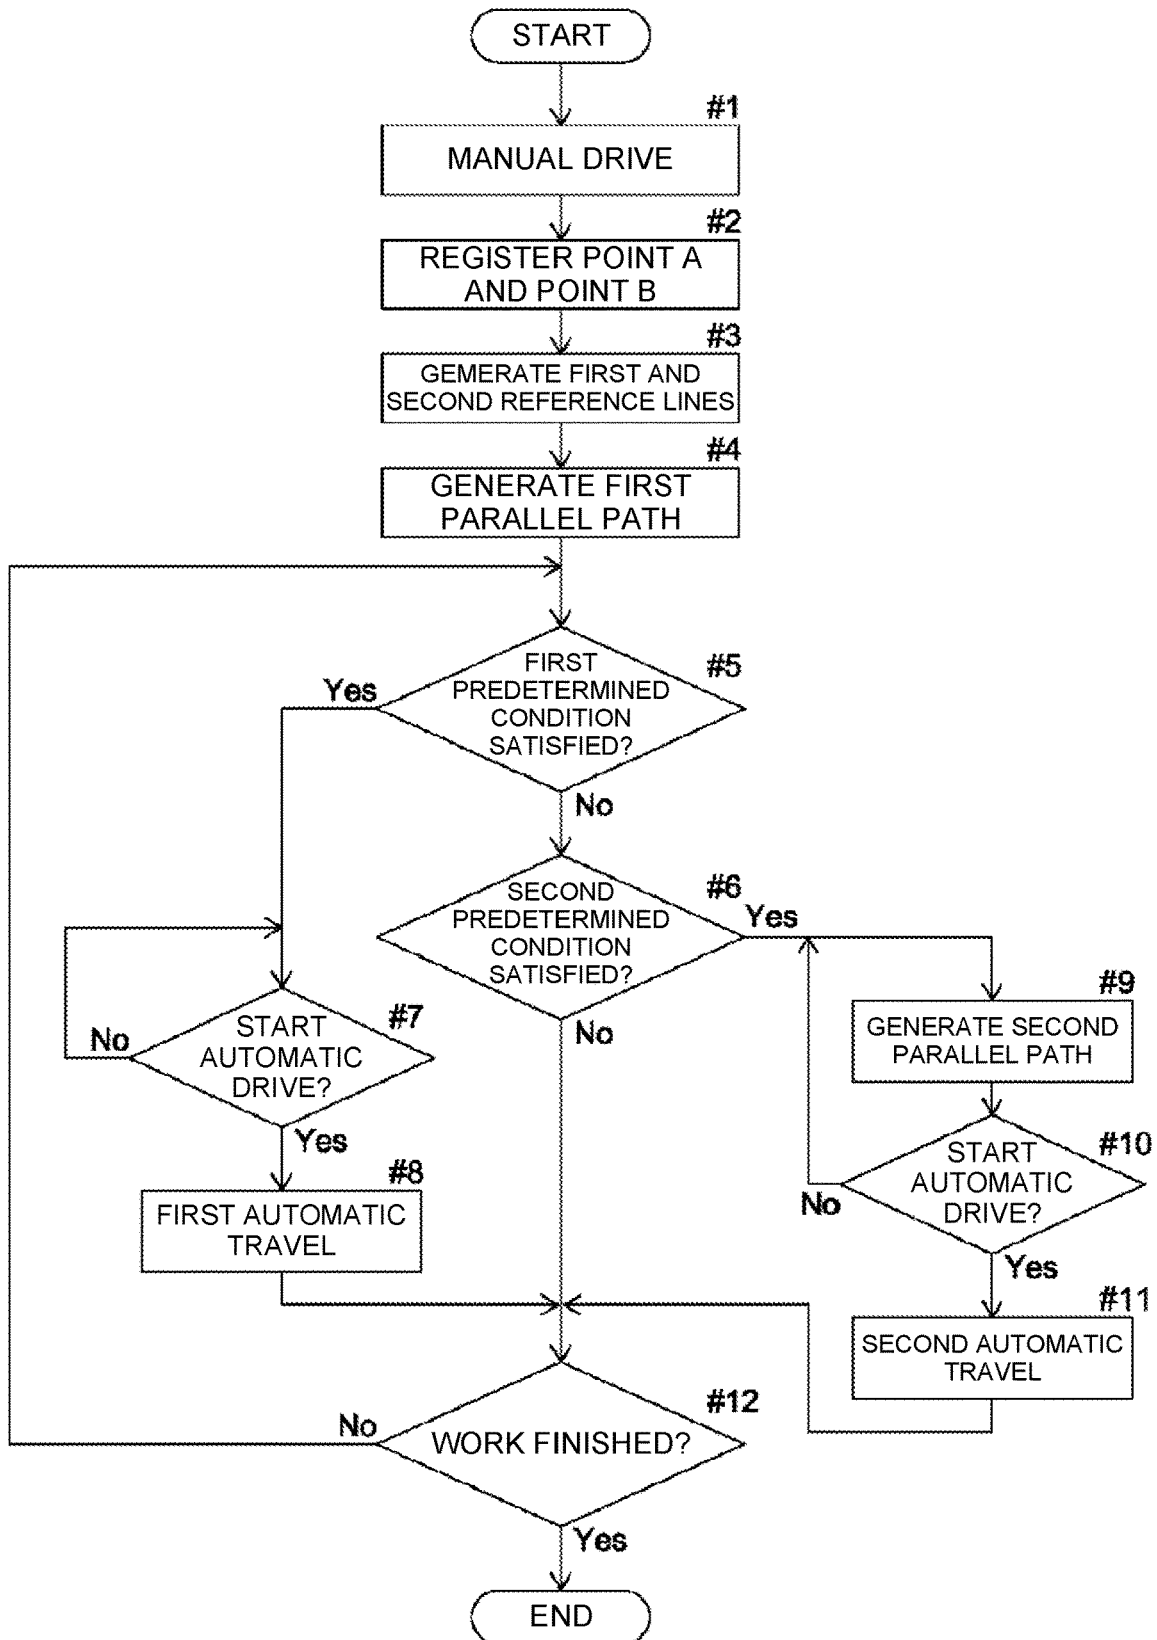 START
#1
MANUAL DRIVE
#2
REGISTER POINT A
AND POINT B
#3
GEMERATE FIRST AND
SECOND REFERENCE LINES
#4
GENERATE FIRST
PARALLEL PATH
#5
FIRST
PREDETERMINED
CONDITION
SATISFIED?
Yes
No
#6
SECOND
PREDETERMINED
CONDITION
SATISFIED?
Yes
No
#7
START
AUTOMATIC
DRIVE?
No
Yes
#8
FIRST AUTOMATIC
TRAVEL
#9
GENERATE SECOND
PARALLEL PATH
#10
START
AUTOMATIC
DRIVE?
No
Yes
#11
SECOND AUTOMATIC
TRAVEL
#12
WORK FINISHED?
No
Yes
END